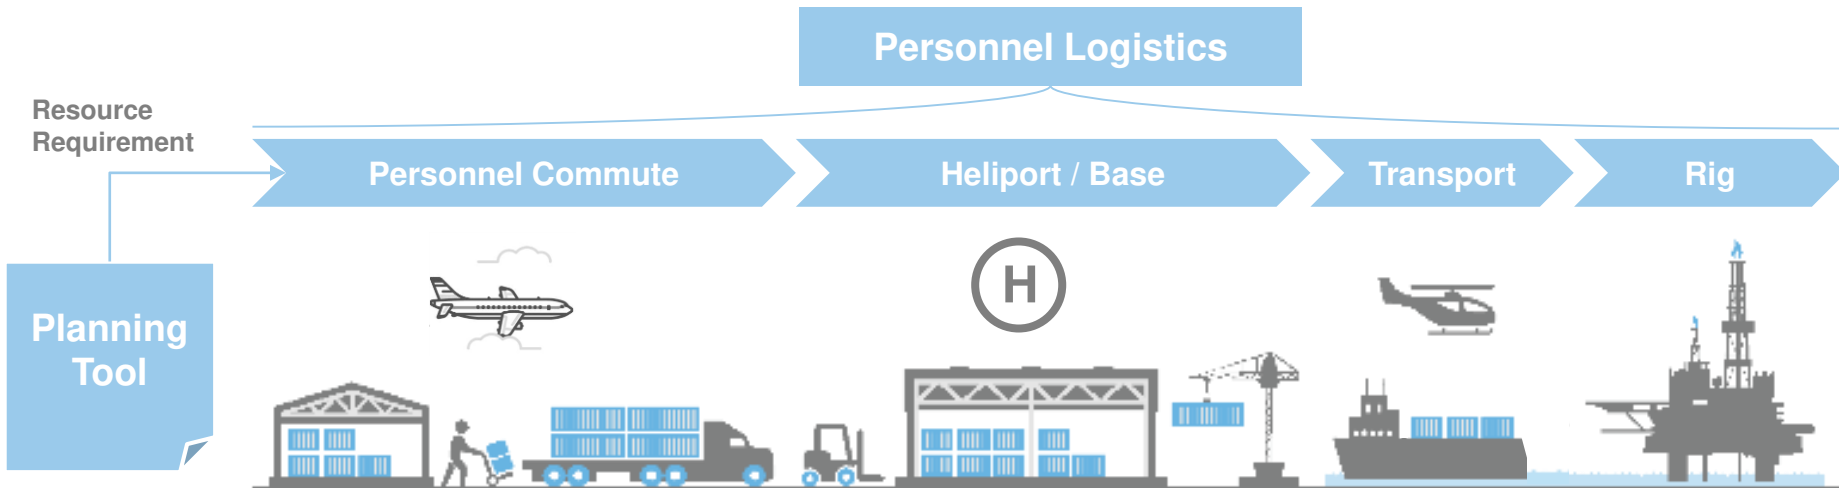 Personnel Logistics
Resource
Requirement
Personnel Commute
Heliport / Base
Transport
Rig
H
Planning
Tool